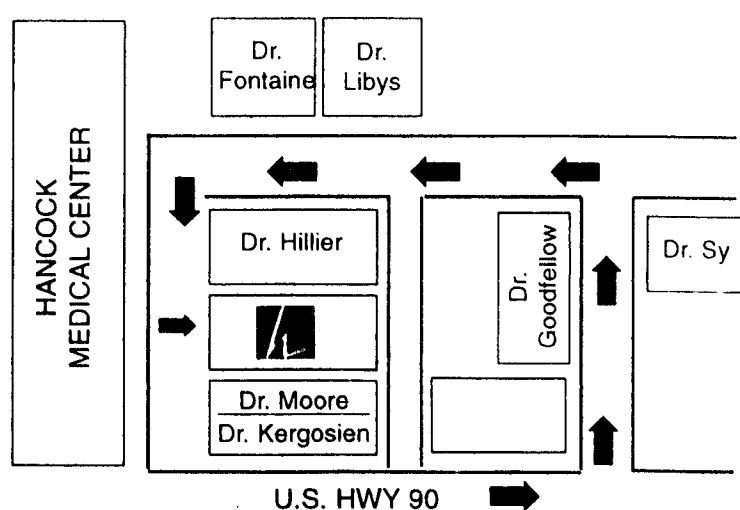 HANCOCK
MEDICAL CENTER
Dr.
Fontaine
Dr.
Libys
Dr. Hillier
Dr. Moore
Dr. Kergosien
Dr.
Goodfellow
Dr. Sy
U.S. HWY 90